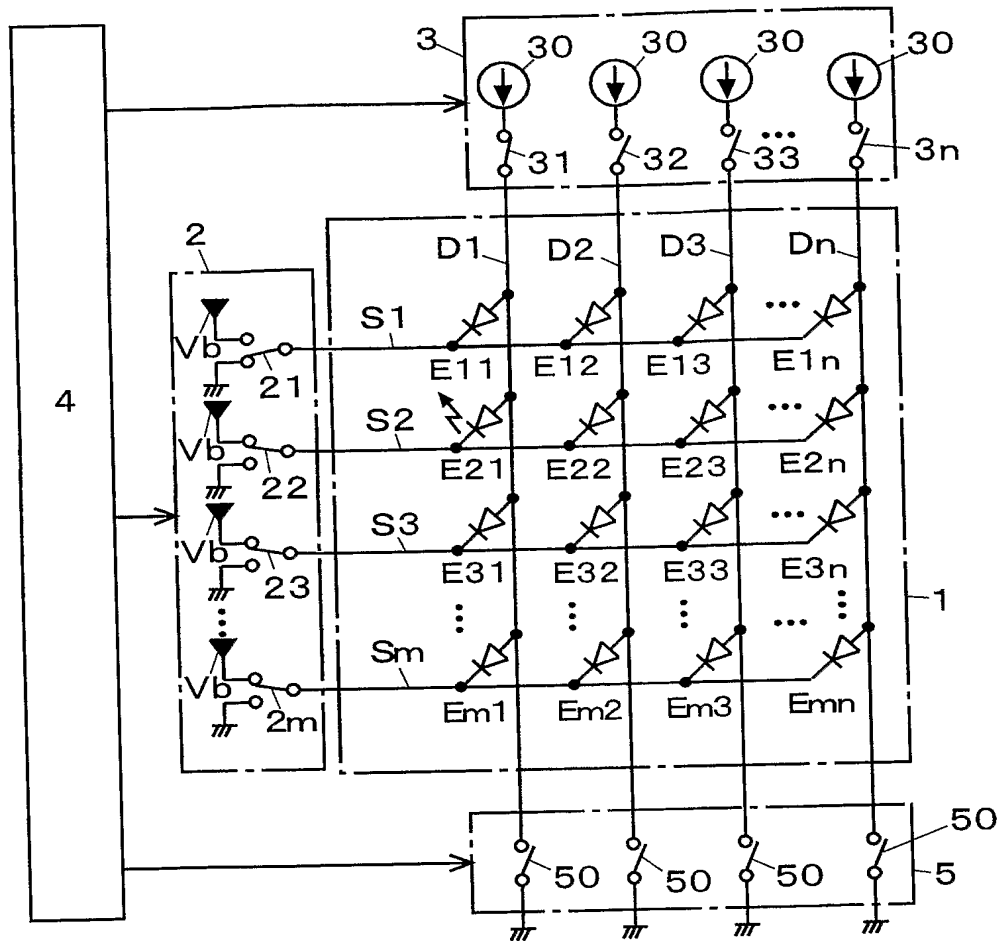 3 30 30 30 30
31 32 33 ... 3n
2 D1 D2 D3 Dn
Vb S1 ...
21 E11 E12 E13 E1n
4
Vb S2 ...
22 E21 E22 E23 E2n
Vb S3 ...
23 E31 E32 E33 E3n
1
... ... ... ... ... ...
Vb Sm
2m Em1 Em2 Em3 Emn
50
50 50 50 5